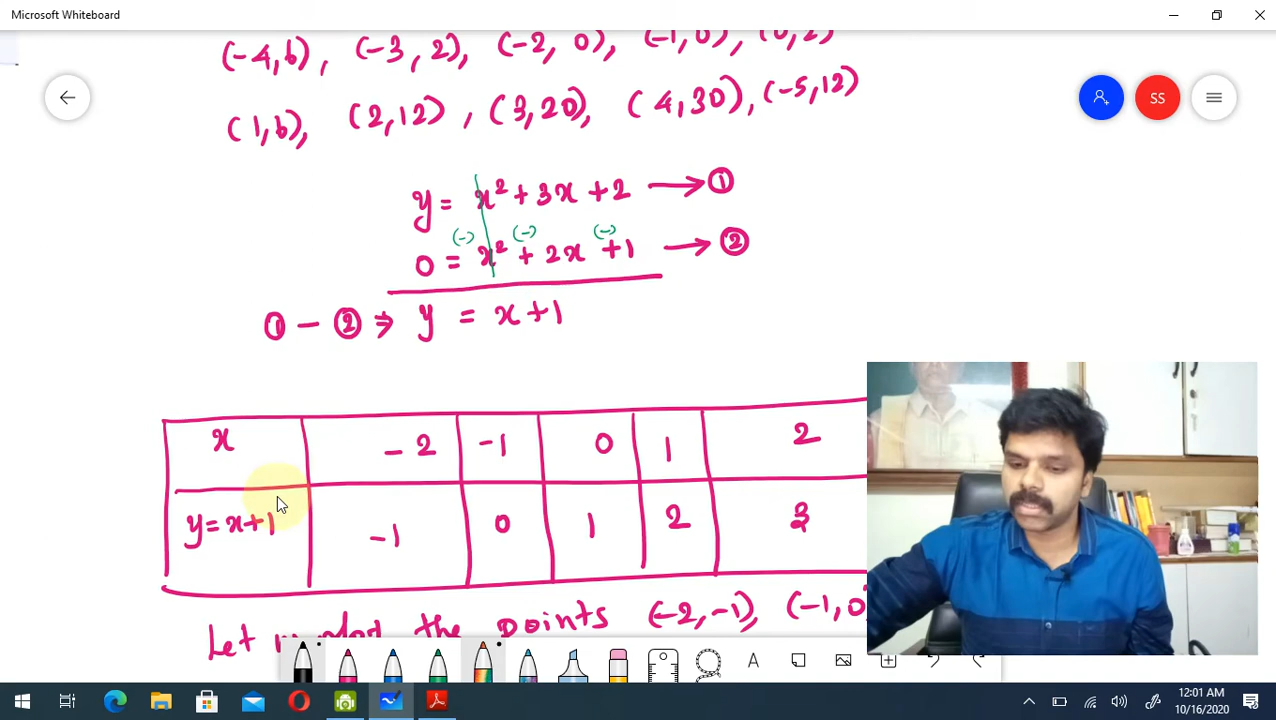 Microsoft Whiteboard
(-4,6), (-3,2), (-2,0), (-1,0), (0,2)
(1,6), (2,12), (3,20), (4,30), (-5,12)
SS
y = x² + 3x + 2 → ①
(-) (-) (-)
0 = x² + 2x + 1 → ②
① - ② ⇒ y = x + 1
x -2 -1 0 1 2
y = x+1 -1 0 1 2 3
Let the points (-2,-1), (-1,0
A
12:01 AM
10/16/2020